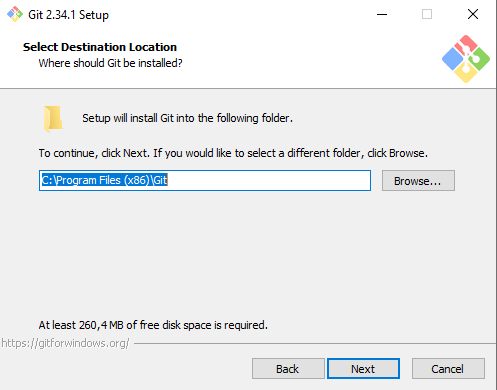 Git 2.34.1 Setup
Select Destination Location
Where should Git be installed?
Setup will install Git into the following folder.
To continue, click Next. If you would like to select a different folder, click Browse.
C:\Program Files (x86)\Git
Browse...
At least 260,4 MB of free disk space is required.
https://gitforwindows.org/
Back
Next
Cancel